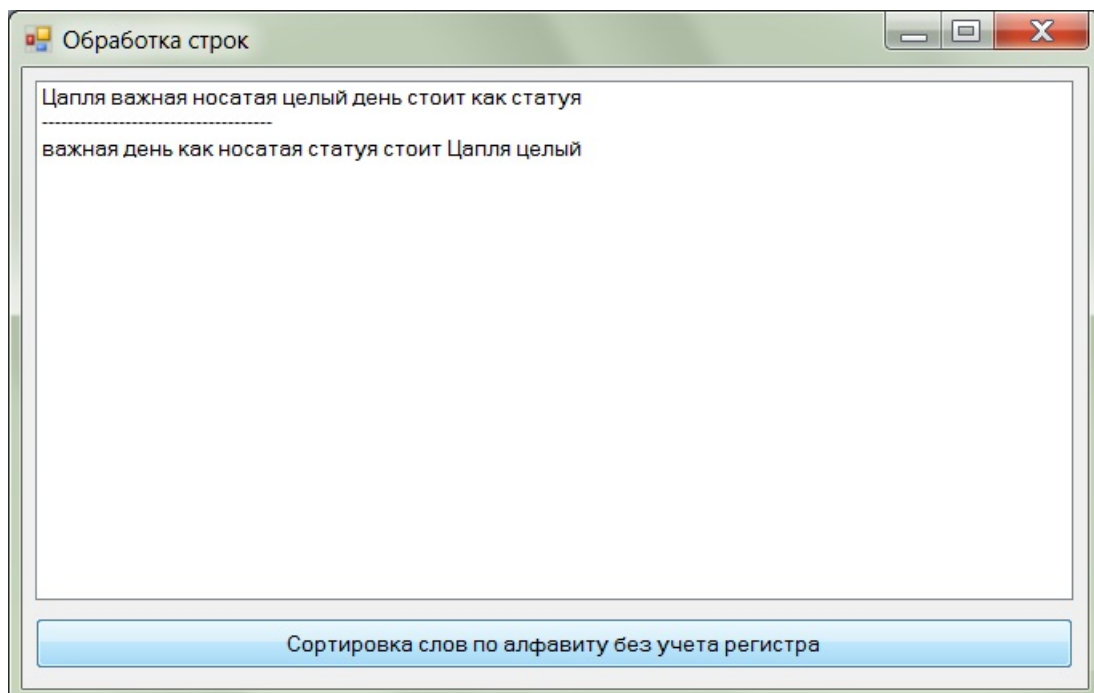 Обработка строк
Цапля важная носатая целый день стоит как статуя
------------------------------------
важная день как носатая статуя стоит Цапля целый
Сортировка слов по алфавиту без учета регистра